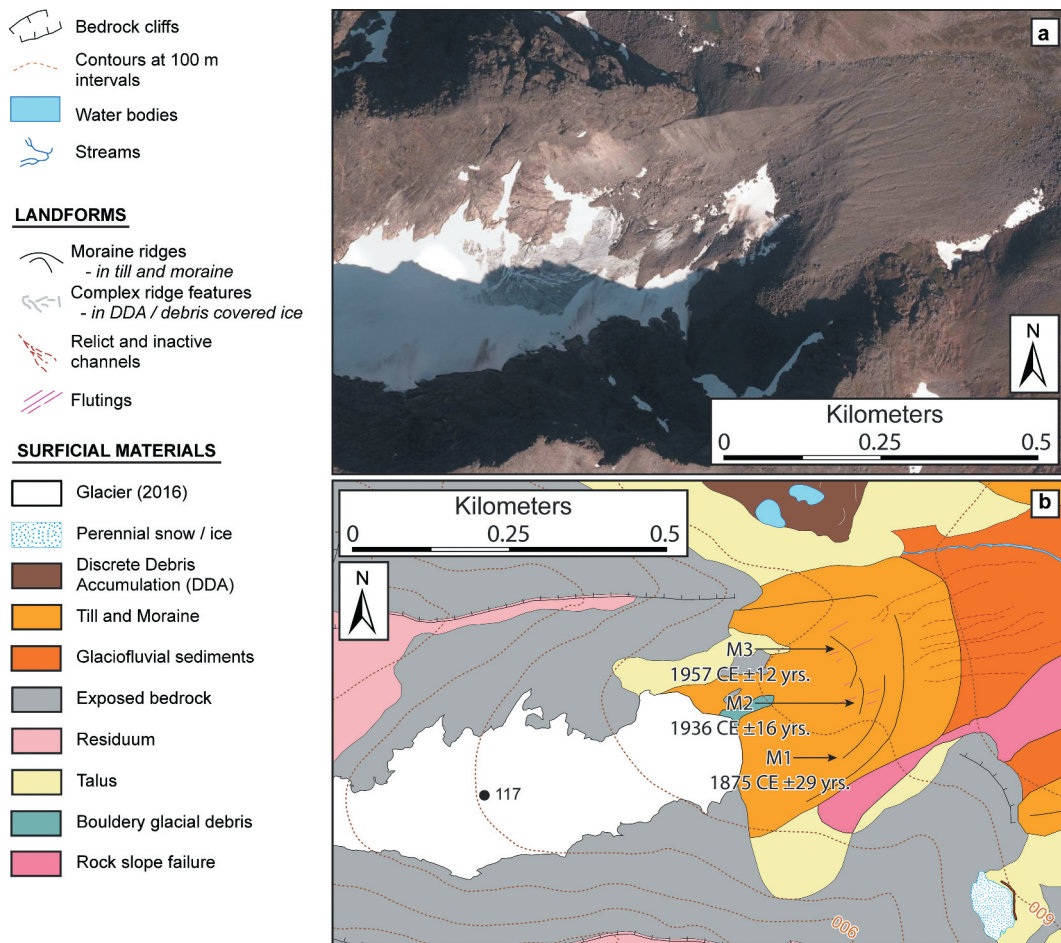 Bedrock cliffs
Contours at 100 m
intervals
Water bodies
Streams
LANDFORMS
Moraine ridges
- in till and moraine
Complex ridge features
- in DDA / debris covered ice
Relict and inactive
channels
Flutings
SURFICIAL MATERIALS
Glacier (2016)
Perennial snow / ice
Discrete Debris
Accumulation (DDA)
Till and Moraine
Glaciofluvial sediments
Exposed bedrock
Residuum
Talus
Bouldery glacial debris
Rock slope failure
a
N
Kilometers
0 0.25 0.5
b
Kilometers
0 0.25 0.5
N
M3
1957 CE ±12 yrs.
M2
1936 CE ±16 yrs.
M1
1875 CE ±29 yrs.
117
900
900